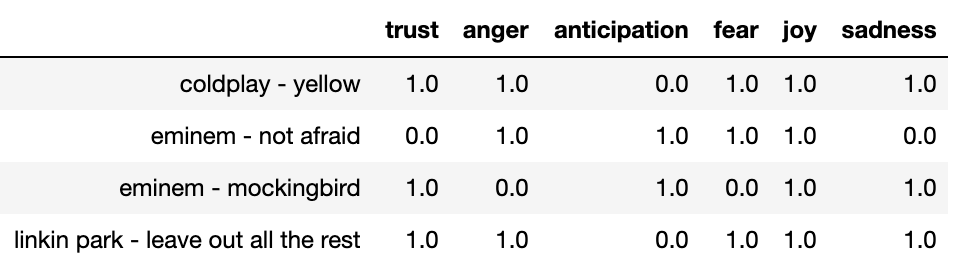 trust anger anticipation fear joy sadness
coldplay - yellow 1.0 1.0 0.0 1.0 1.0 1.0
eminem - not afraid 0.0 1.0 1.0 1.0 1.0 0.0
eminem - mockingbird 1.0 0.0 1.0 0.0 1.0 1.0
linkin park - leave out all the rest 1.0 1.0 0.0 1.0 1.0 1.0